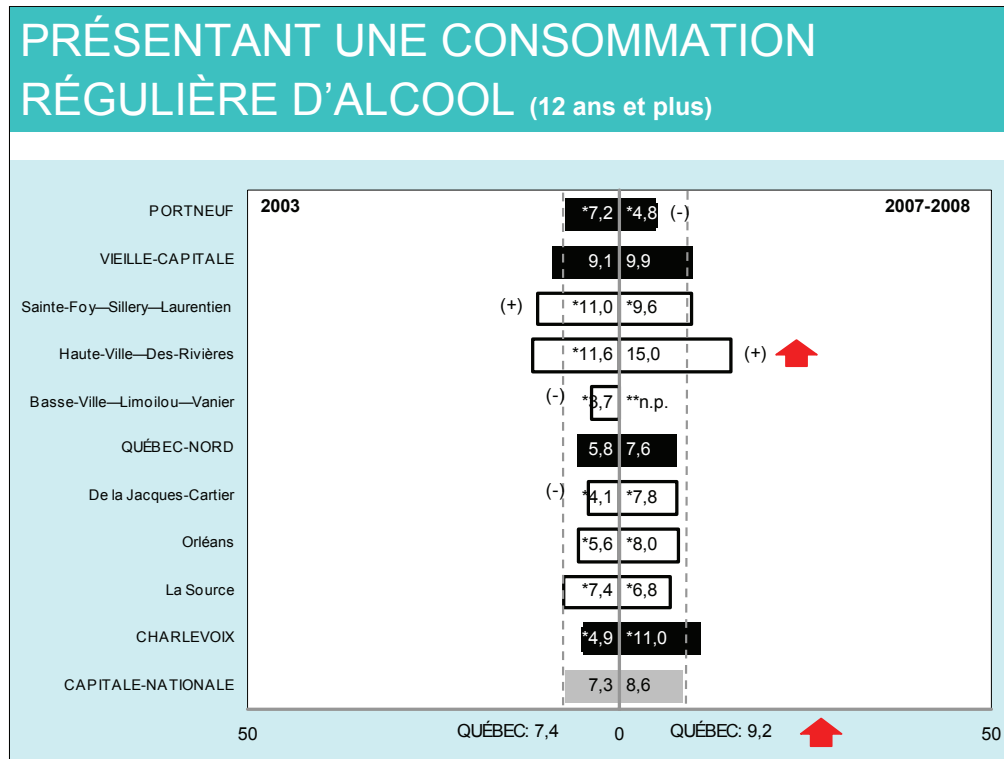 PRÉSENTANT UNE CONSOMMATION
RÉGULIÈRE D'ALCOOL (12 ans et plus)
2003 2007-2008
PORTNEUF *7,2 *4,8 (-)
VIEILLE-CAPITALE 9,1 9,9
Sainte-Foy—Sillery—Laurentien (+) *11,0 *9,6
Haute-Ville—Des-Rivières *11,6 15,0 (+)
Basse-Ville—Limoilou—Vanier (-) *3,7 **n.p.
QUÉBEC-NORD 5,8 7,6
De la Jacques-Cartier (-) *4,1 *7,8
Orléans *5,6 *8,0
La Source *7,4 *6,8
CHARLEVOIX *4,9 *11,0
CAPITALE-NATIONALE 7,3 8,6
50 QUÉBEC: 7,4 0 QUÉBEC: 9,2 50